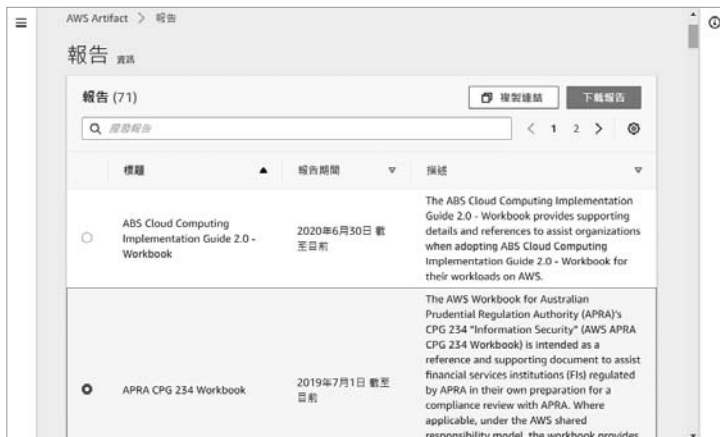 AWS Artifact > 報告
報告 資訊
報告 (71)
複製連結
下載報告
搜尋報告
< 1 2 >
標題
報告期間
描述
ABS Cloud Computing
Implementation Guide 2.0 -
Workbook
2020年6月30日 截
至目前
The ABS Cloud Computing Implementation
Guide 2.0 - Workbook provides supporting
details and references to assist organizations
when adopting ABS Cloud Computing
Implementation Guide 2.0 - Workbook for
their workloads on AWS.
APRA CPG 234 Workbook
2019年7月1日 截至
目前
The AWS Workbook for Australian
Prudential Regulation Authority (APRA)'s
CPG 234 "Information Security" (AWS APRA
CPG 234 Workbook) is intended as a
reference and supporting document to assist
financial services institutions (FIs) regulated
by APRA in their own preparation for a
compliance review with APRA. Where
applicable, under the AWS shared
responsibility model, the workbook provides